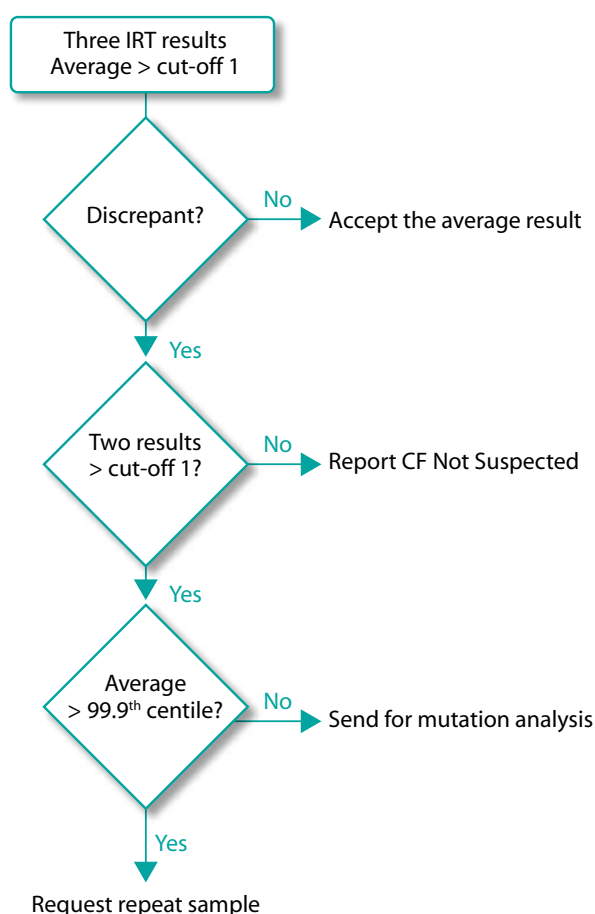 Three IRT results
Average > cut-off 1
Discrepant?
No
Accept the average result
Yes
Two results
> cut-off 1?
No
Report CF Not Suspected
Yes
Average
> 99.9th centile?
No
Send for mutation analysis
Yes
Request repeat sample